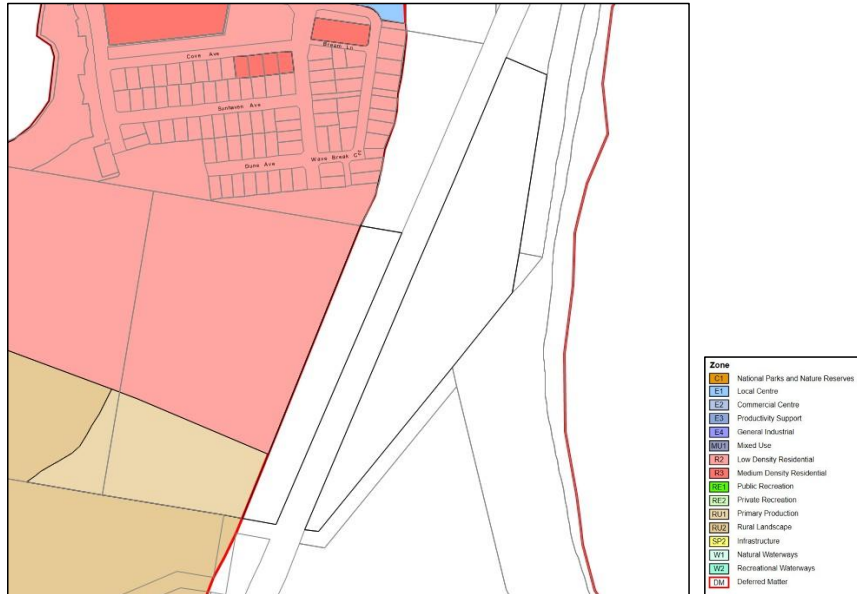 Cove Ave
Bream Ln
Sunhaven Ave
Dune Ave
Wave Break Cct
Zone
C1 National Parks and Nature Reserves
E1 Local Centre
E2 Commercial Centre
E3 Productivity Support
E4 General Industrial
MU1 Mixed Use
R2 Low Density Residential
R3 Medium Density Residential
RE1 Public Recreation
RE2 Private Recreation
RU1 Primary Production
RU2 Rural Landscape
SP2 Infrastructure
W1 Natural Waterways
W2 Recreational Waterways
DM Deferred Matter